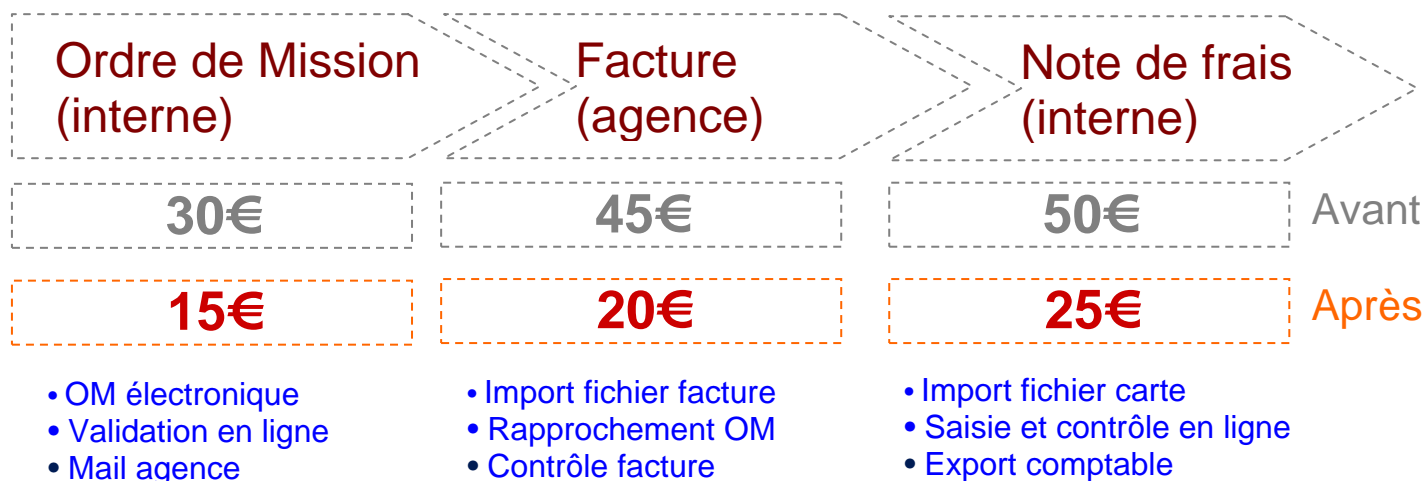 Ordre de Mission
(interne)
Facture
(agence)
Note de frais
(interne)
30€
45€
50€
Avant
15€
20€
25€
Après
• OM électronique
• Validation en ligne
• Mail agence
• Import fichier facture
• Rapprochement OM
• Contrôle facture
• Import fichier carte
• Saisie et contrôle en ligne
• Export comptable